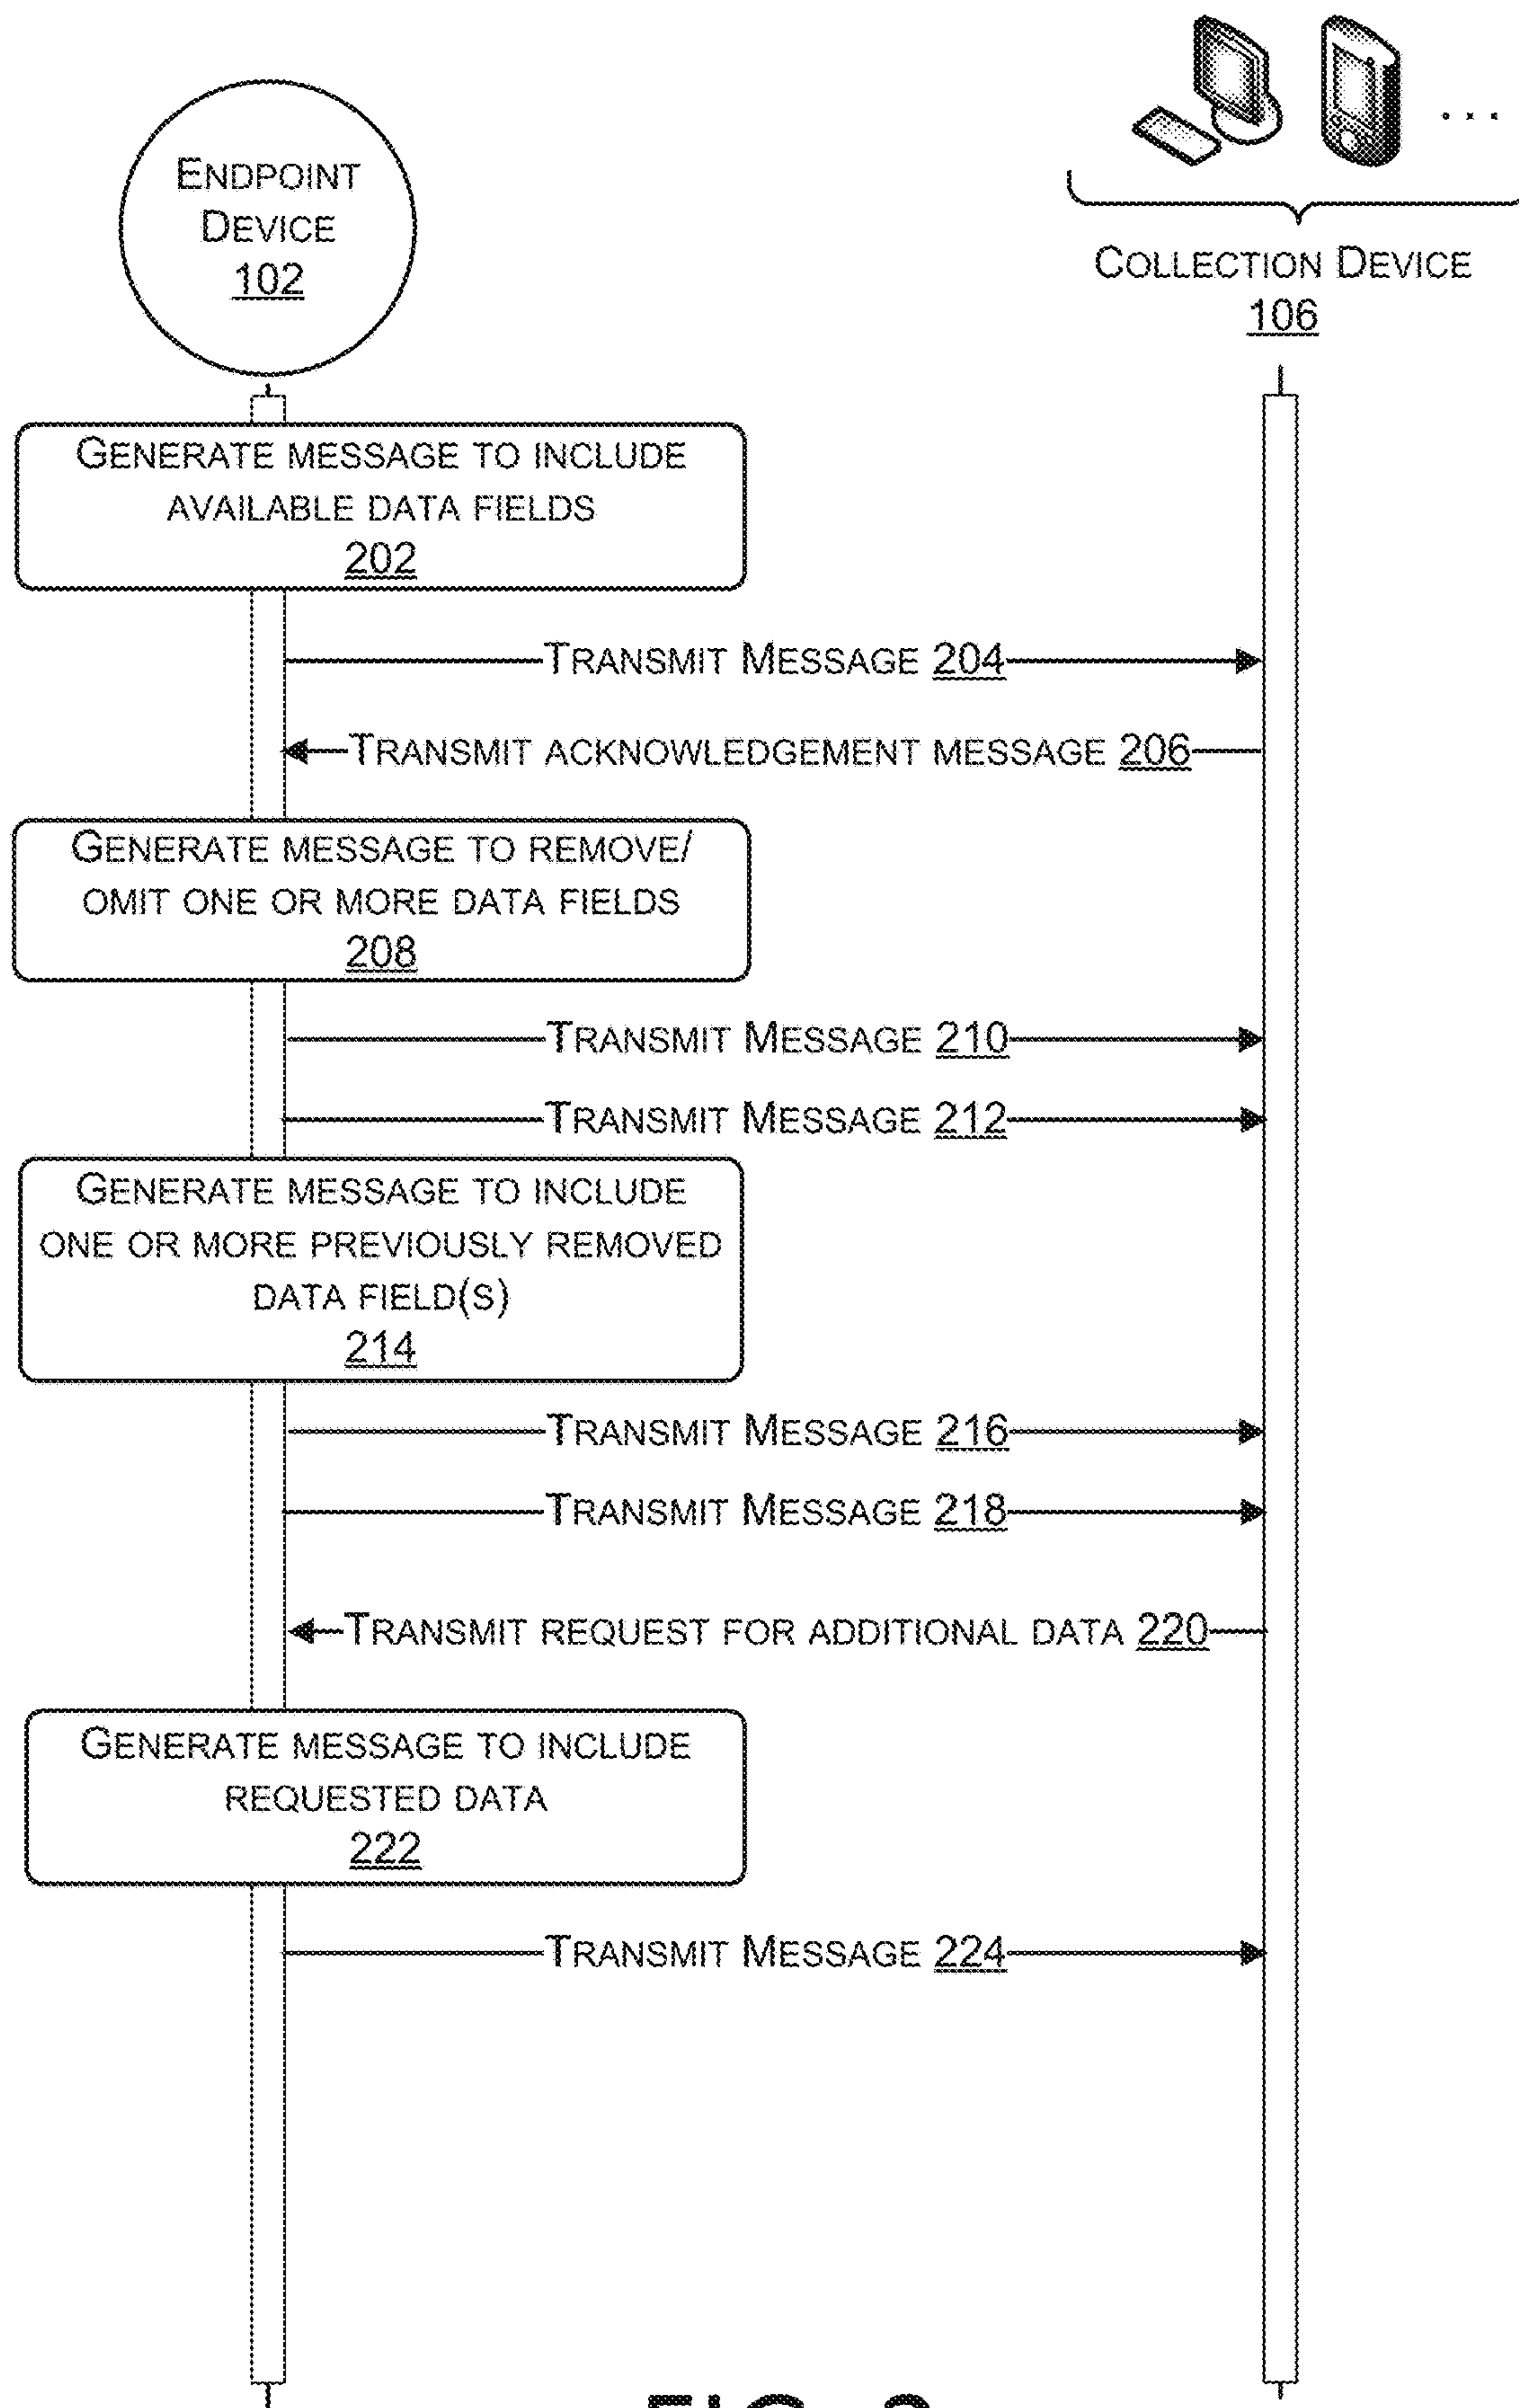 ENDPOINT
DEVICE
102
COLLECTION DEVICE
106
GENERATE MESSAGE TO INCLUDE
AVAILABLE DATA FIELDS
202
TRANSMIT MESSAGE 204
TRANSMIT ACKNOWLEDGEMENT MESSAGE 206
GENERATE MESSAGE TO REMOVE/
OMIT ONE OR MORE DATA FIELDS
208
TRANSMIT MESSAGE 210
TRANSMIT MESSAGE 212
GENERATE MESSAGE TO INCLUDE
ONE OR MORE PREVIOUSLY REMOVED
DATA FIELD(S)
214
TRANSMIT MESSAGE 216
TRANSMIT MESSAGE 218
TRANSMIT REQUEST FOR ADDITIONAL DATA 220
GENERATE MESSAGE TO INCLUDE
REQUESTED DATA
222
TRANSMIT MESSAGE 224